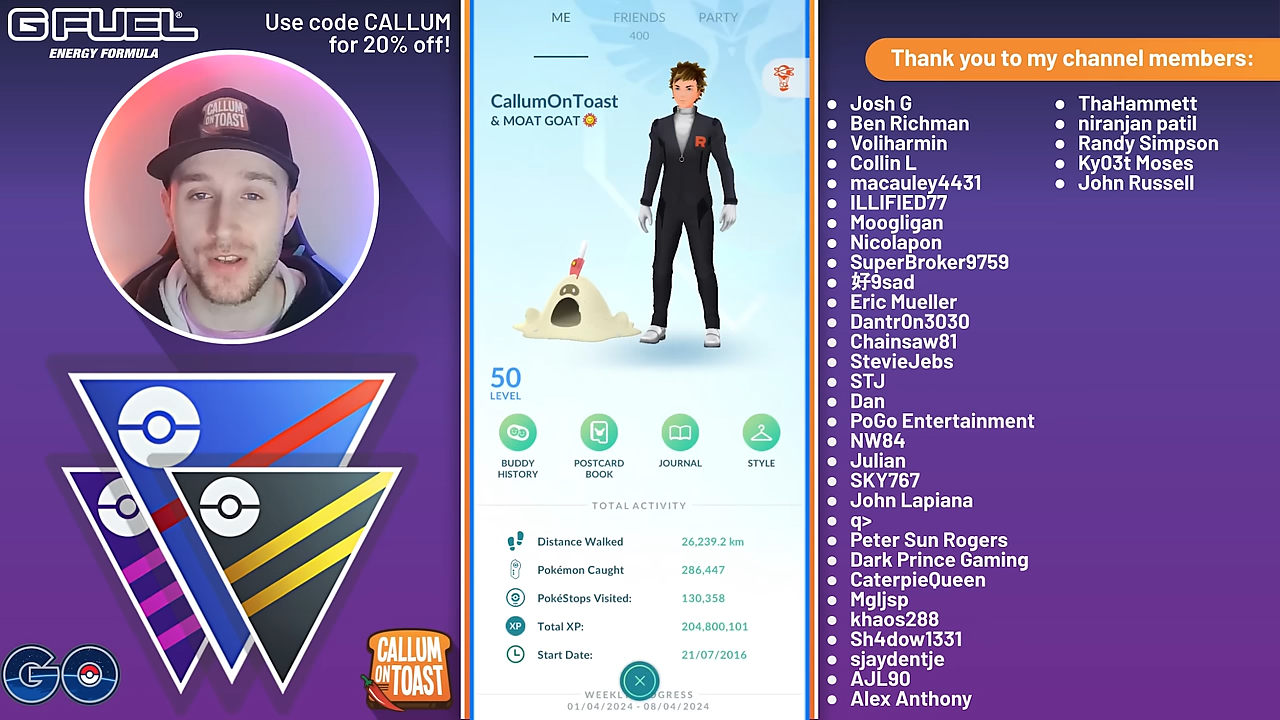 GFUEL®
ENERGY FORMULA
Use code CALLUM
for 20% off!
CALLUM
ON
TOAST
GO
CALLUM
ON
TOAST
ME
FRIENDS
400
PARTY
CallumOnToast
& MOAT GOAT
R
50
LEVEL
BUDDY
HISTORY
POSTCARD
BOOK
JOURNAL
STYLE
TOTAL ACTIVITY
Distance Walked 26,239.2 km
Pokémon Caught 286,447
PokéStops Visited: 130,358
XP Total XP: 204,800,101
Start Date: 21/07/2016
01/04/2024 - 08/04/2024
Thank you to my channel members:
Josh G
Ben Richman
Voliharmin
Collin L
macauley4431
ILLIFIED77
Moogligan
Nicolapon
SuperBroker9759
好9sad
Eric Mueller
Dantr0n3030
Chainsaw81
StevieJebs
STJ
Dan
PoGo Entertainment
NW84
Julian
SKY767
John Lapiana
q>
Peter Sun Rogers
Dark Prince Gaming
CaterpieQueen
Mgljsp
khaos288
Sh4dow1331
sjaydentje
AJL90
Alex Anthony
ThaHammett
niranjan patil
Randy Simpson
Ky03t Moses
John Russell